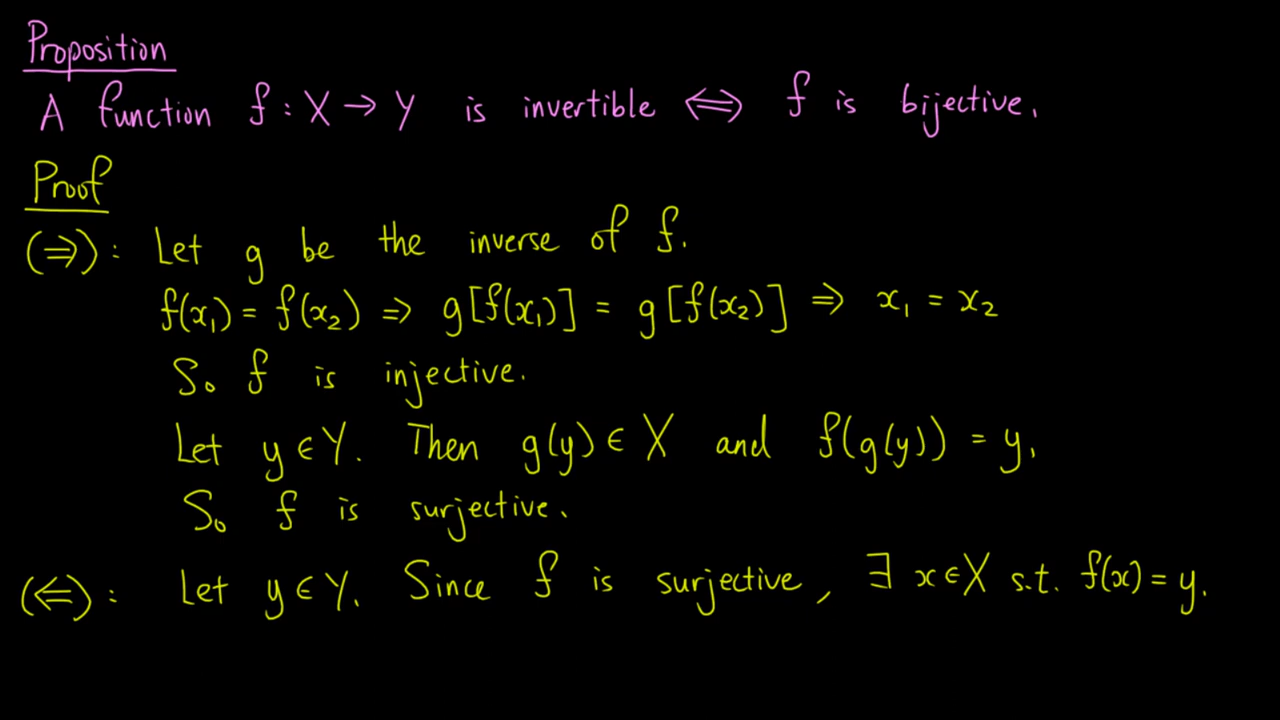 Proposition
A function f : X → Y is invertible ⟺ f is bijective.
Proof
(⇒): Let g be the inverse of f.
f(x₁) = f(x₂) ⇒ g[f(x₁)] = g[f(x₂)] ⇒ x₁ = x₂
So f is injective.
Let y ∈ Y. Then g(y) ∈ X and f(g(y)) = y.
So f is surjective.
(⇐): Let y ∈ Y. Since f is surjective, ∃ x ∈ X s.t. f(x) = y.